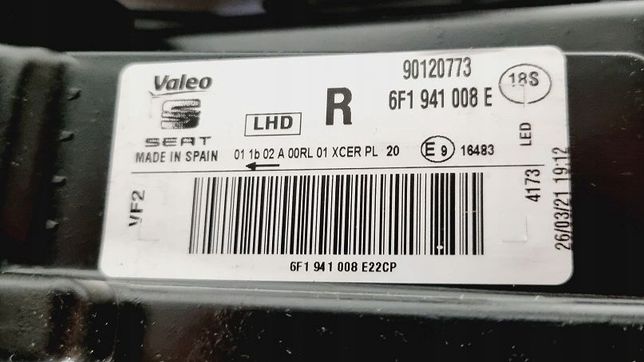 Valeo
SEAT
MADE IN SPAIN
LHD
R
90120773
6F1 941 008 E
18S
01 1b 02 A 00RL 01 XCER PL 20
E 9 16483
VF2
6F1 941 008 E22CP
LED
4173
26/03/21 19:12